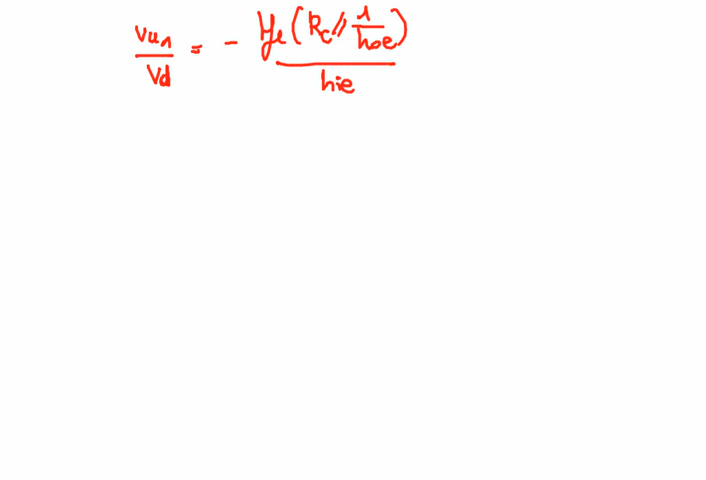 vu1/vd = - hfe(Rc // 1/hoe)/hie